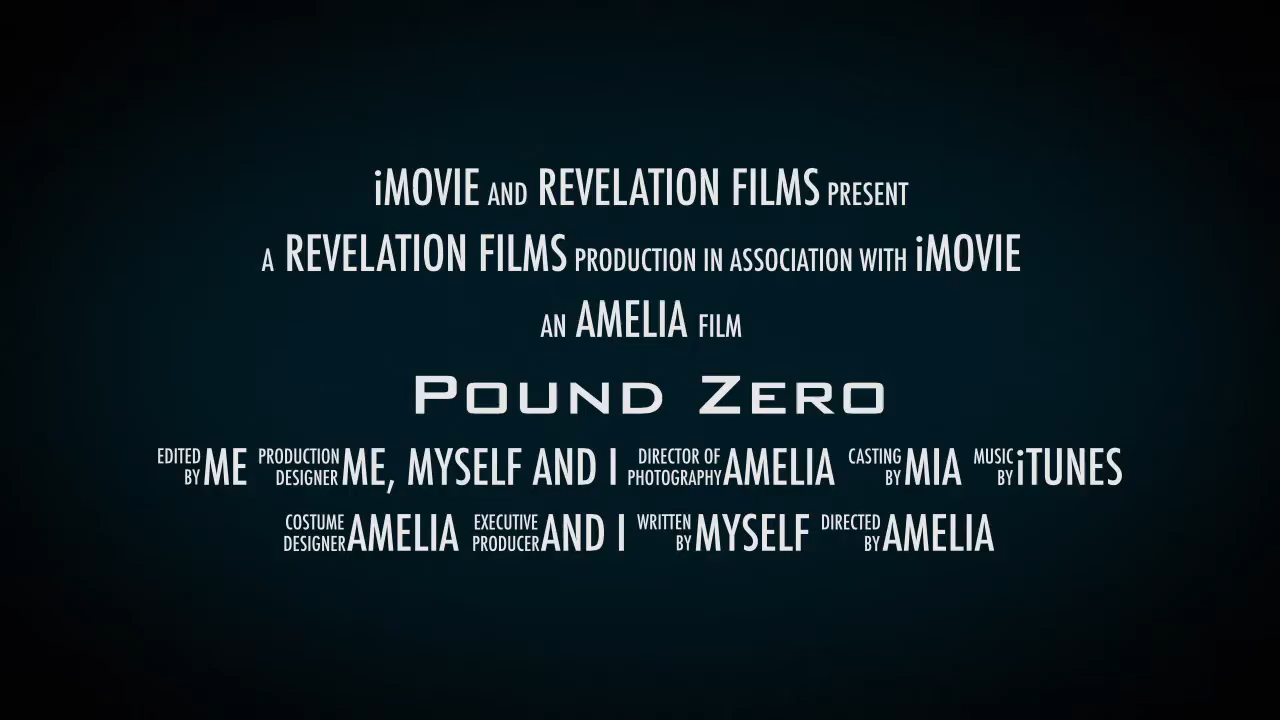 iMOVIE AND REVELATION FILMS PRESENT
A REVELATION FILMS PRODUCTION IN ASSOCIATION WITH iMOVIE
AN AMELIA FILM
POUND ZERO
EDITED BY ME PRODUCTION DESIGNER ME, MYSELF AND I DIRECTOR OF PHOTOGRAPHY AMELIA CASTING BY MIA MUSIC BY iTUNES
COSTUME DESIGNER AMELIA EXECUTIVE PRODUCER AND I WRITTEN BY MYSELF DIRECTED BY AMELIA